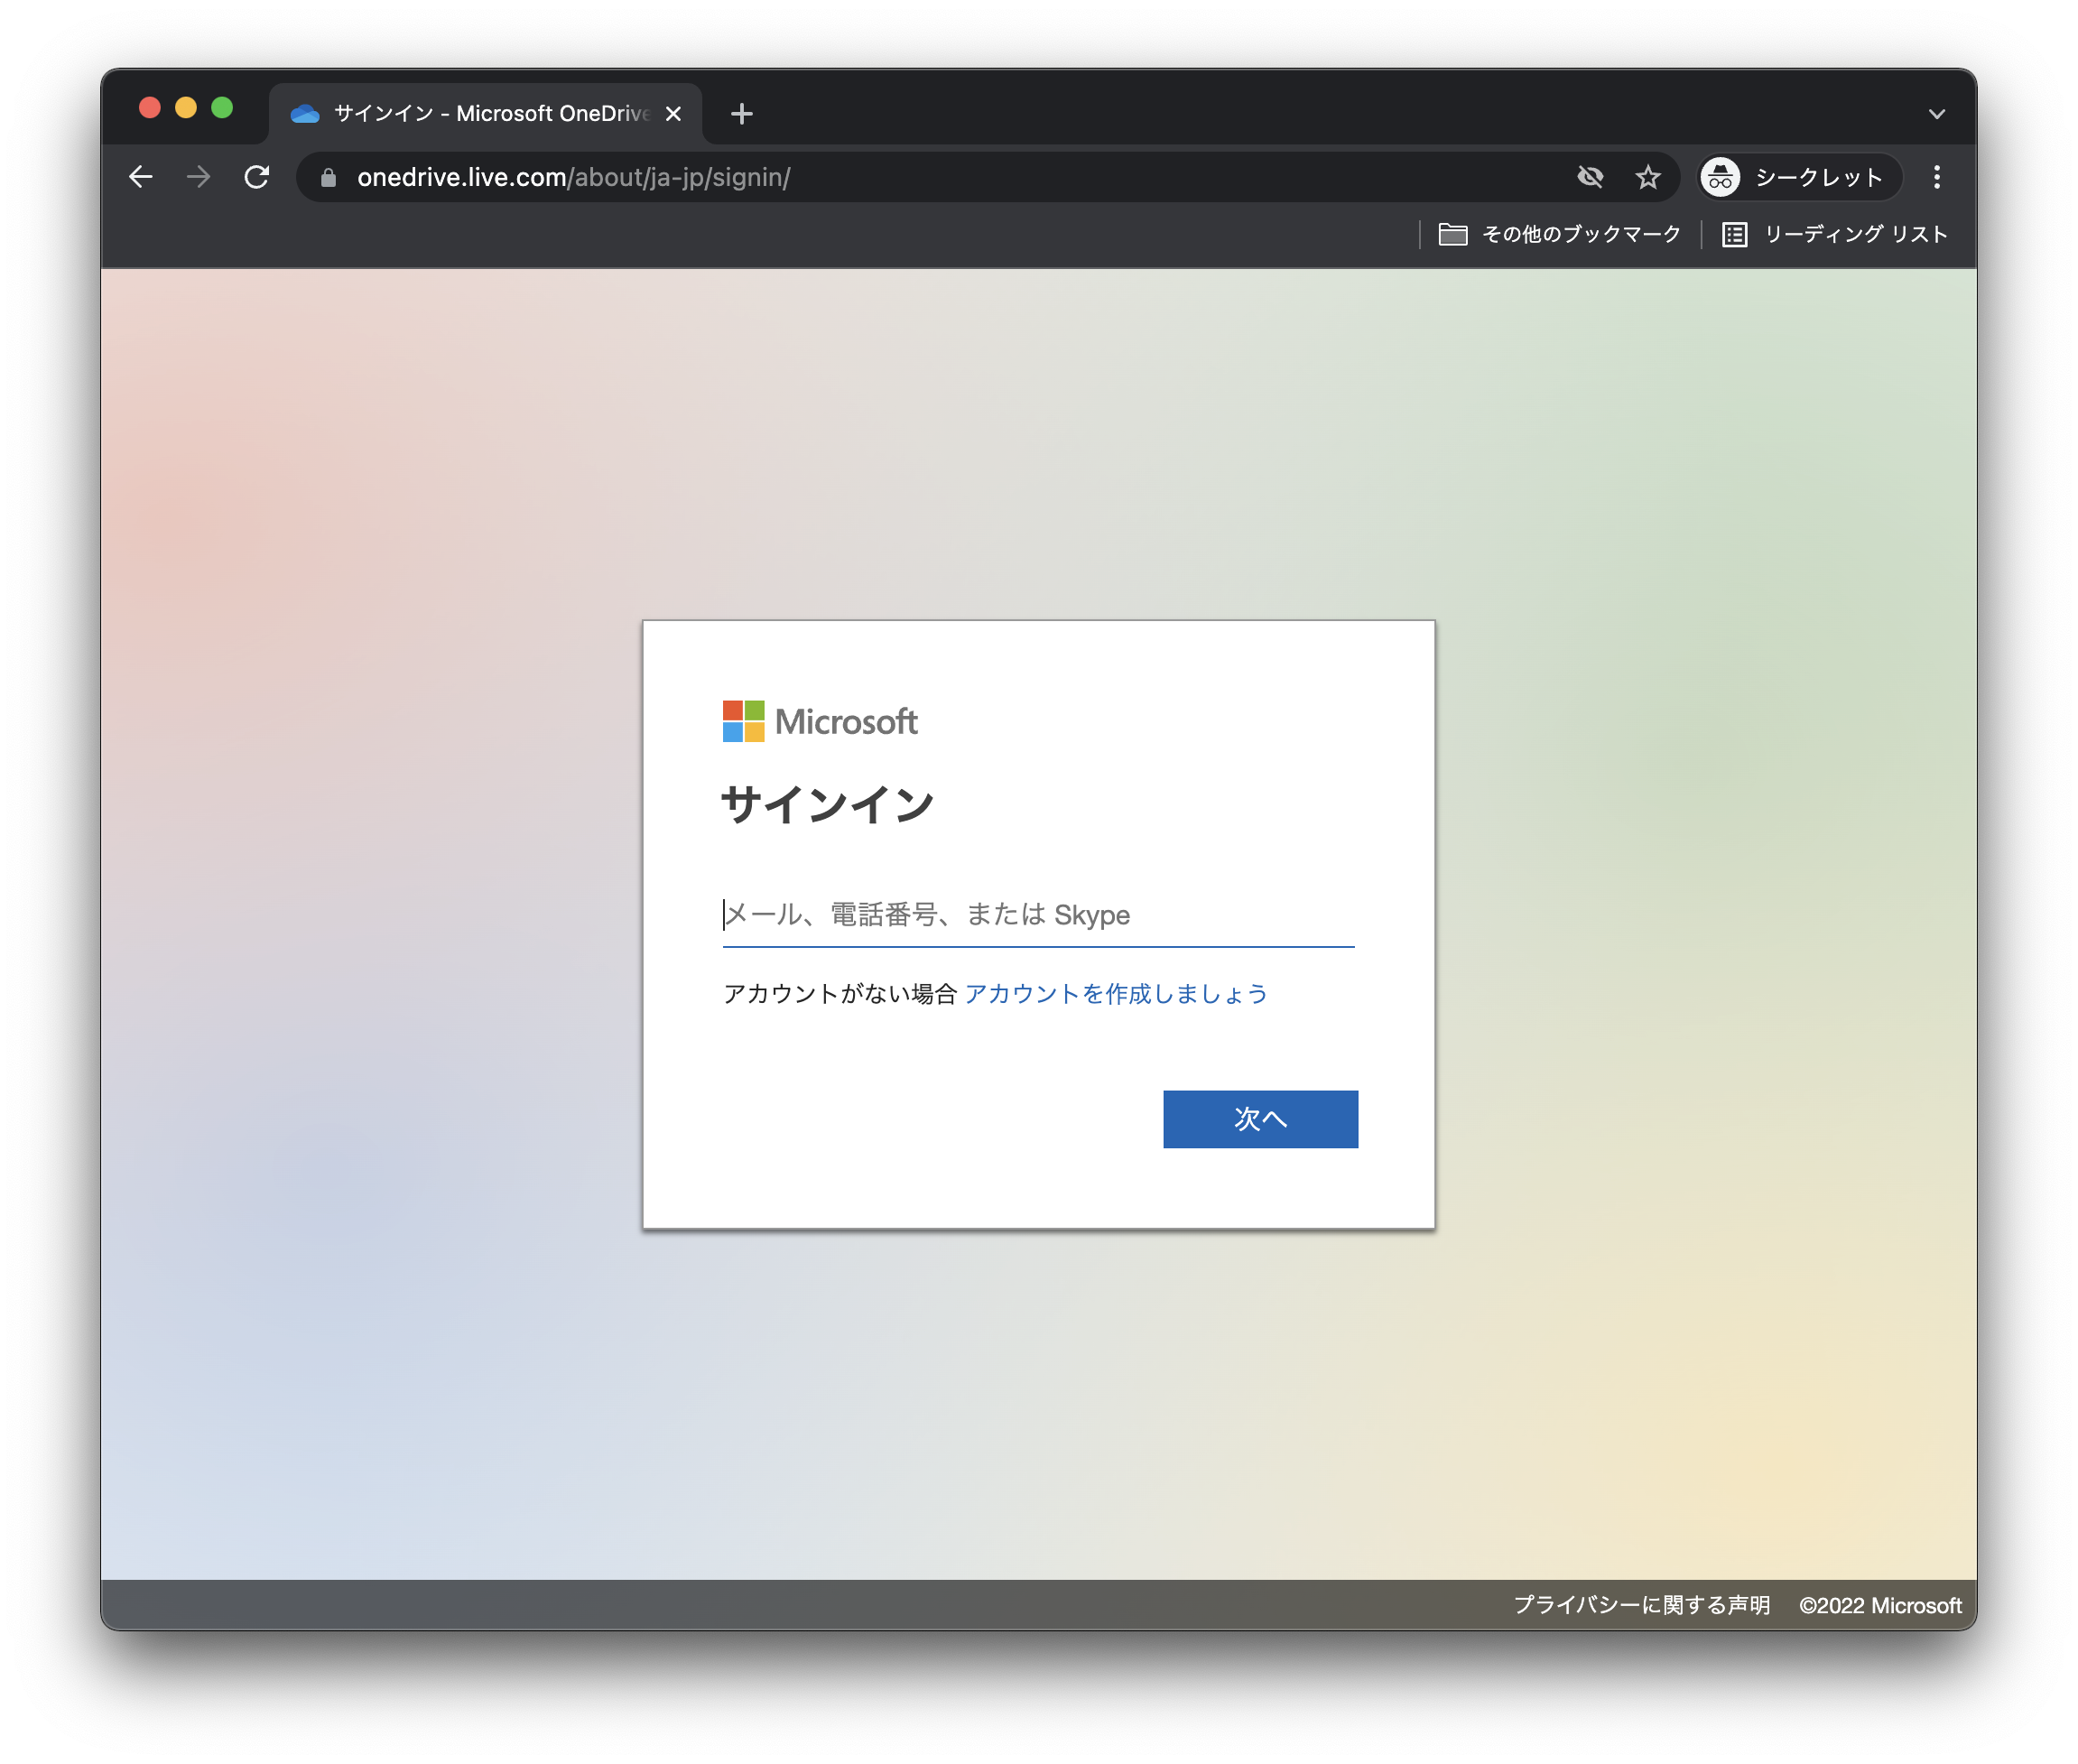 サインイン - Microsoft OneDrive
onedrive.live.com/about/ja-jp/signin/
シークレット
その他のブックマーク
リーディング リスト
Microsoft
サインイン
メール、電話番号、または Skype
アカウントがない場合 アカウントを作成しましょう
次へ
プライバシーに関する声明 ©2022 Microsoft